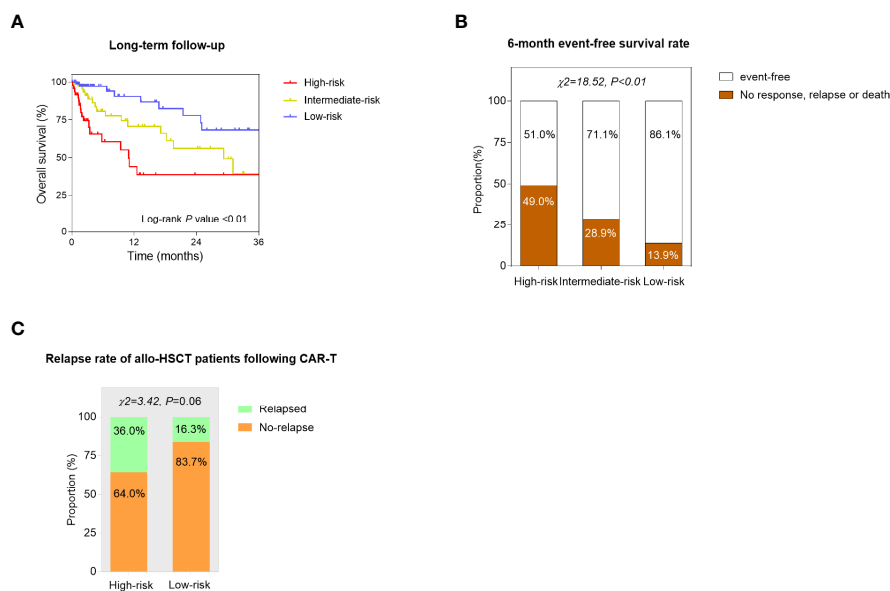 A
Long-term follow-up
Overall survival (%)
100
75
50
25
0
0
12
24
36
Time (months)
Log-rank P value <0.01
High-risk
Intermediate-risk
Low-risk
B
6-month event-free survival rate
χ2=18.52, P<0.01
Proportion(%)
100
75
50
25
0
51.0%
71.1%
86.1%
49.0%
28.9%
13.9%
High-risk
Intermediate-risk
Low-risk
event-free
No response, relapse or death
C
Relapse rate of allo-HSCT patients following CAR-T
χ2=3.42, P=0.06
Proportion (%)
100
75
50
25
0
36.0%
16.3%
64.0%
83.7%
High-risk
Low-risk
Relapsed
No-relapse